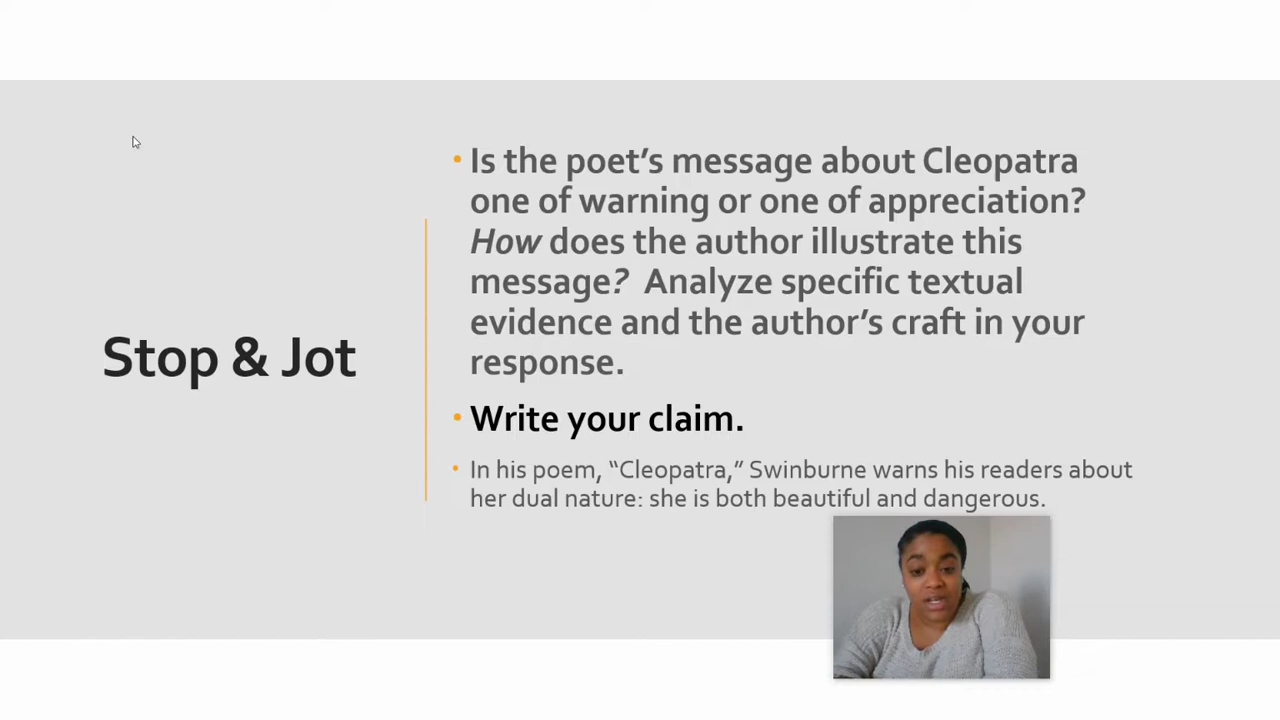 Stop & Jot
Is the poet’s message about Cleopatra
one of warning or one of appreciation?
How does the author illustrate this
message?  Analyze specific textual
evidence and the author’s craft in your
response.
Write your claim.
In his poem, “Cleopatra,” Swinburne warns his readers about
her dual nature: she is both beautiful and dangerous.